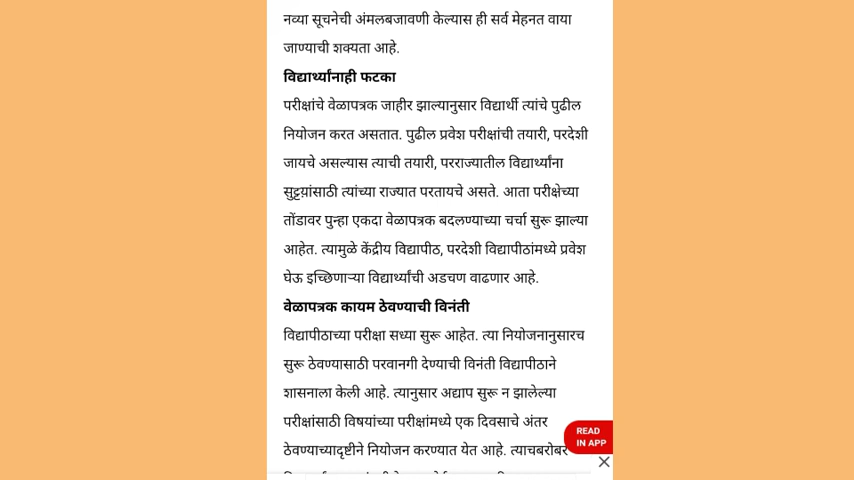 नव्या सूचनेची अंमलबजावणी केल्यास ही सर्व मेहनत वाया
जाण्याची शक्यता आहे.
विद्यार्थ्यांनाही फटका
परीक्षांचे वेळापत्रक जाहीर झाल्यानुसार विद्यार्थी त्यांचे पुढील
नियोजन करत असतात. पुढील प्रवेश परीक्षांची तयारी, परदेशी
जायचे असल्यास त्याची तयारी, परराज्यातील विद्यार्थ्यांना
सुट्टय़ांसाठी त्यांच्या राज्यात परतायचे असते. आता परीक्षेच्या
तोंडावर पुन्हा एकदा वेळापत्रक बदलण्याच्या चर्चा सुरू झाल्या
आहेत. त्यामुळे केंद्रीय विद्यापीठ, परदेशी विद्यापीठांमध्ये प्रवेश
घेऊ इच्छिणाऱ्या विद्यार्थ्यांची अडचण वाढणार आहे.
वेळापत्रक कायम ठेवण्याची विनंती
विद्यापीठाच्या परीक्षा सध्या सुरू आहेत. त्या नियोजनानुसारच
सुरू ठेवण्यासाठी परवानगी देण्याची विनंती विद्यापीठाने
शासनाला केली आहे. त्यानुसार अद्याप सुरू न झालेल्या
परीक्षांसाठी विषयांच्या परीक्षांमध्ये एक दिवसाचे अंतर
ठेवण्याच्यादृष्टीने नियोजन करण्यात येत आहे. त्याचबरोबर
READ
IN APP